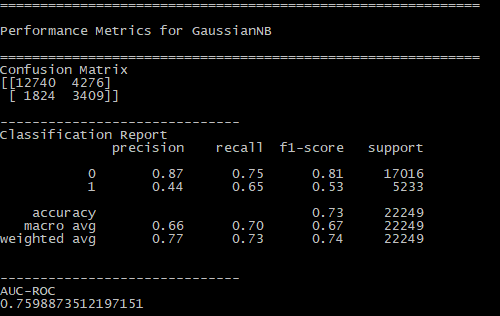 ================================================================
Performance Metrics for GaussianNB
================================================================
Confusion Matrix
[[12740  4276]
 [ 1824  3409]]
--------------------------------
Classification Report
              precision    recall  f1-score   support

           0       0.87      0.75      0.81     17016
           1       0.44      0.65      0.53      5233

    accuracy                           0.73     22249
   macro avg       0.66      0.70      0.67     22249
weighted avg       0.77      0.73      0.74     22249

--------------------------------
AUC-ROC
0.7598873512197151